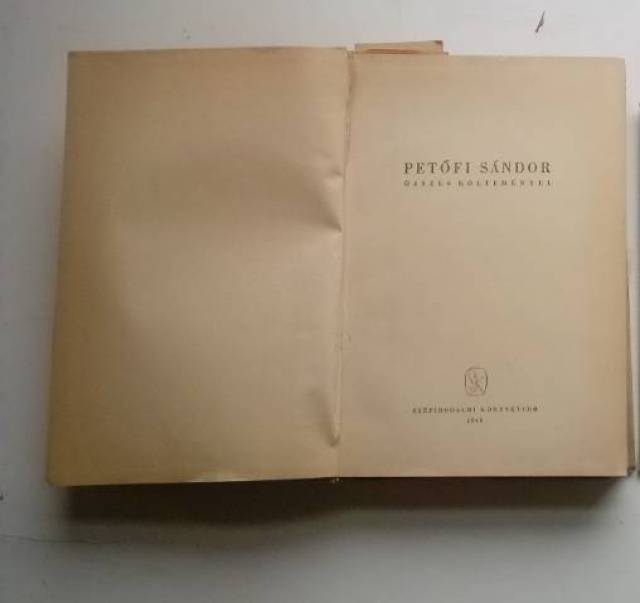 PETŐFI SÁNDOR
ÖSSZES KÖLTEMÉNYEI
SZÉPIRODALMI KÖNYVKIADÓ